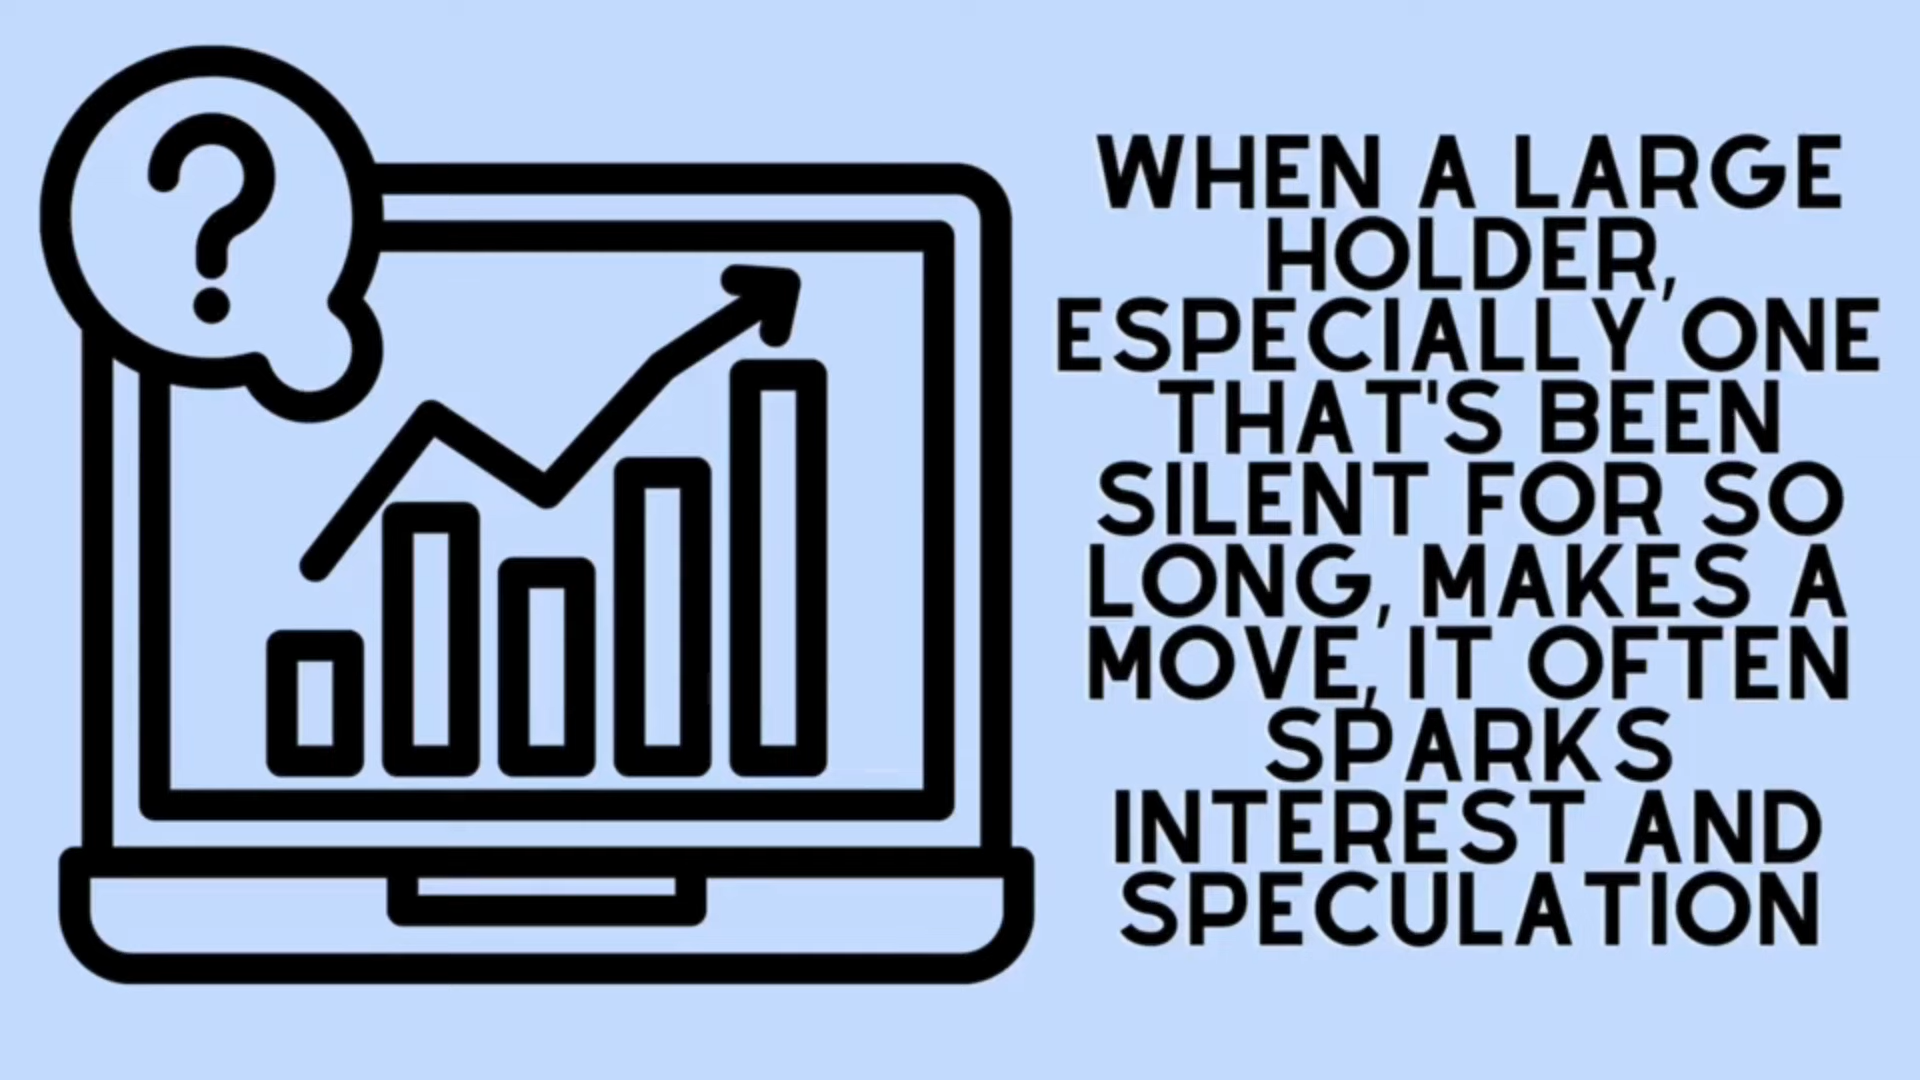 ?
WHEN A LARGE
HOLDER,
ESPECIALLY ONE
THAT'S BEEN
SILENT FOR SO
LONG, MAKES A
MOVE, IT OFTEN
SPARKS
INTEREST AND
SPECULATION